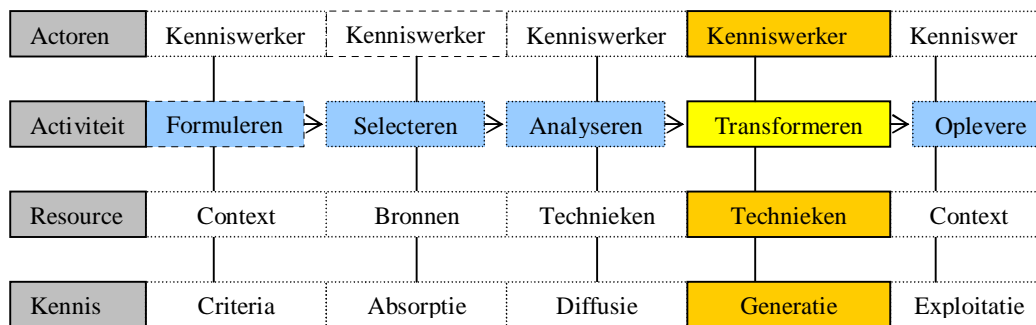 Actoren Kenniswerker Kenniswerker Kenniswerker Kenniswerker Kenniswer
Activiteit Formuleren Selecteren Analyseren Transformeren Oplevere
Resource Context Bronnen Technieken Technieken Context
Kennis Criteria Absorptie Diffusie Generatie Exploitatie